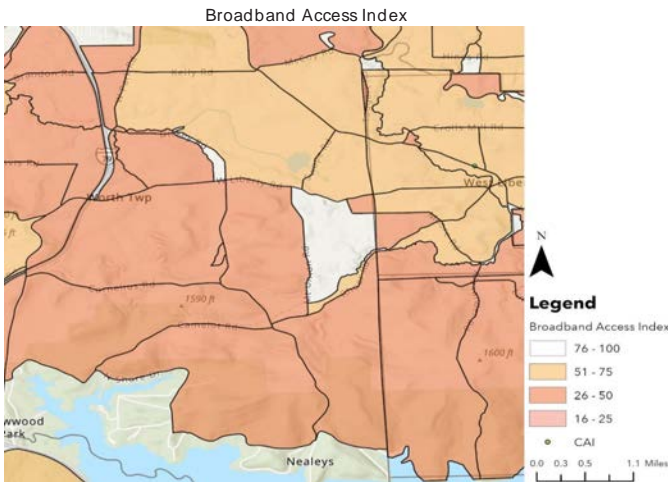 Broadband Access Index
Kelly Rd
Crolls Mill Rd
West Libe
Worth Twp
1590 ft
1600 ft
wwood
Park
Nealeys
N
Legend
Broadband Access Index
76 - 100
51 - 75
26 - 50
16 - 25
CAI
0.0 0.3 0.5 1.1 Miles